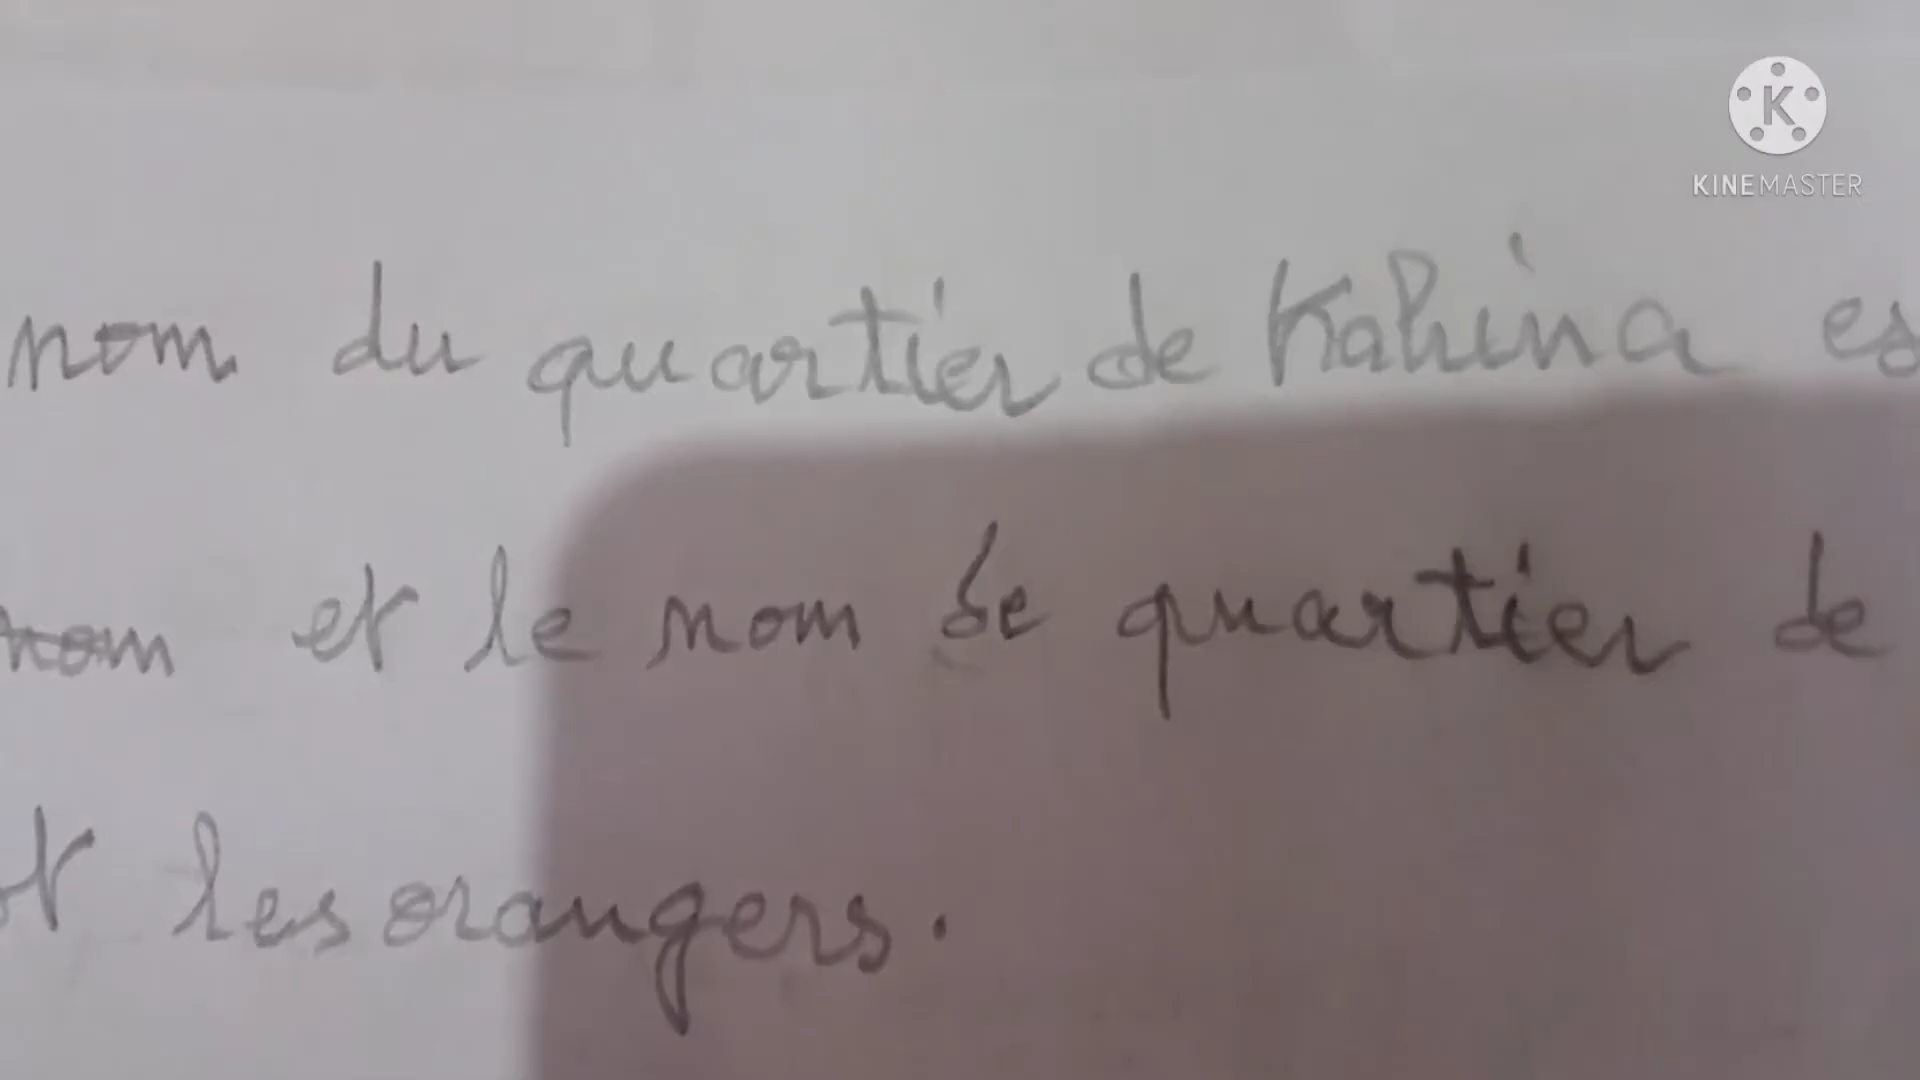 KINEMASTER
nom du quartier de Kahina es
nom et le nom de quartier de
t les orangers.